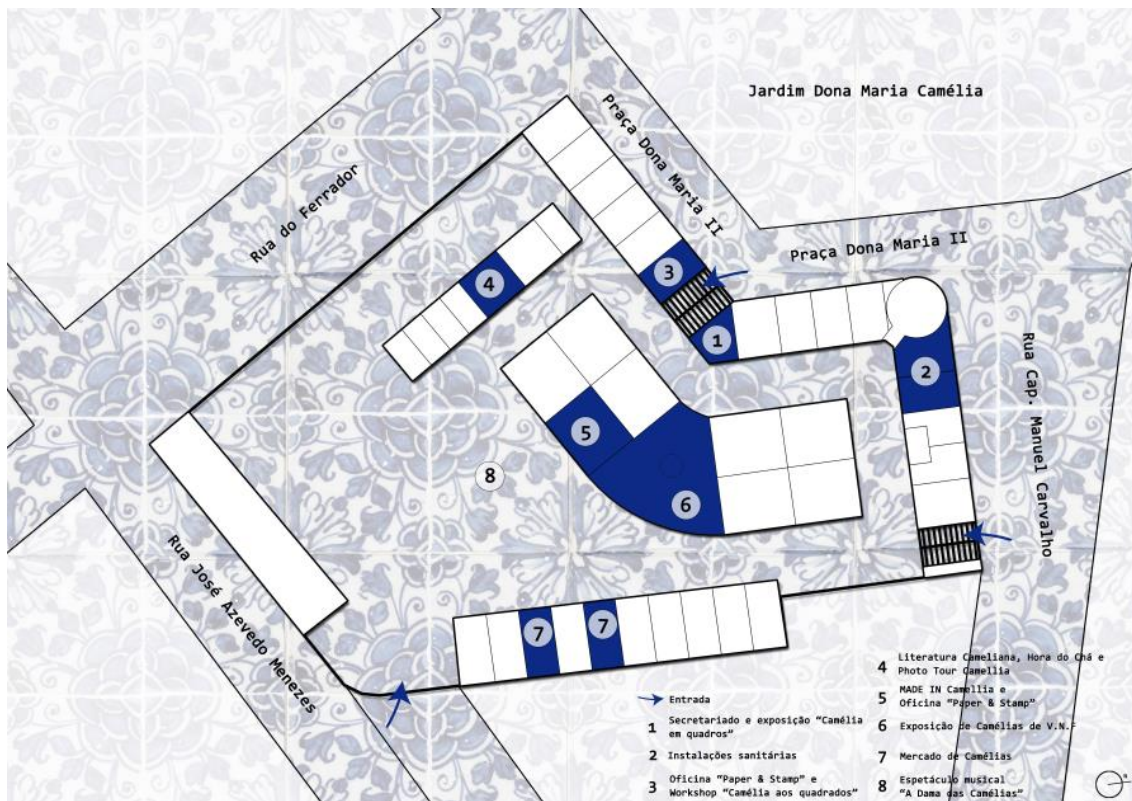 Jardim Dona Maria Camélia
Praça Dona Maria II
Rua do Ferrador
Praça Dona Maria II
3
4
1
2
Rua Cap. Manuel Carvalho
5
8
6
Rua José Azevedo Menezes
7
7
Entrada
1 Secretariado e exposição “Camélia
em quadros”
2 Instalações sanitárias
3 Oficina “Paper & Stamp” e
Workshop “Camélia aos quadrados”
4 Literatura Cameliana, Hora do Chá e
Photo Tour Camellia
5 MADE IN Camellia e
Oficina “Paper & Stamp”
6 Exposição de Camélias de V.N.F
7 Mercado de Camélias
8 Espetáculo musical
“A Dama das Camélias”